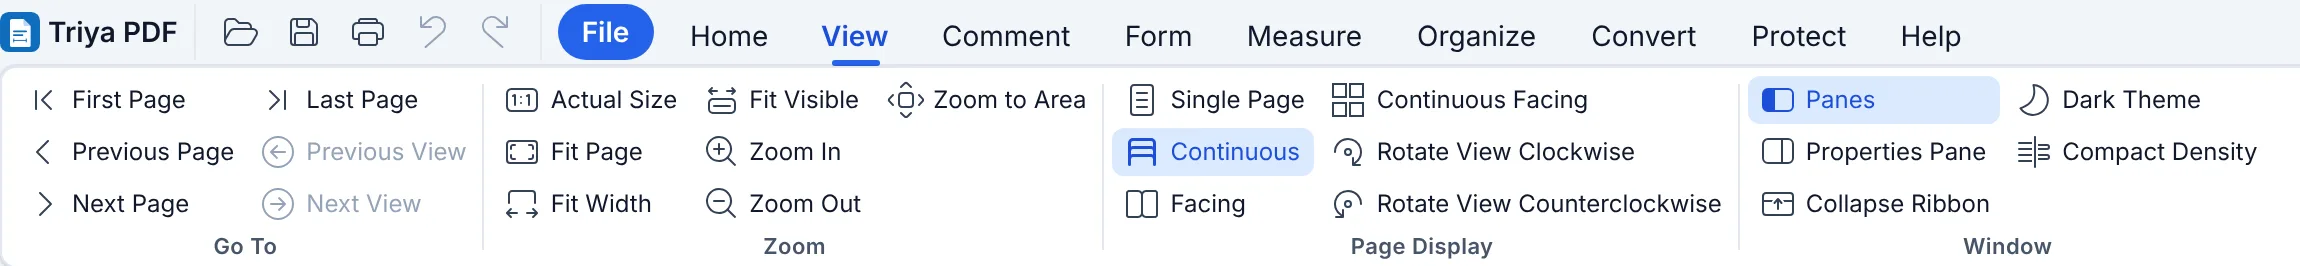 Triya PDF File Home View Comment Form Measure Organize Convert Protect Help
First Page Last Page 1:1 Actual Size Fit Visible Zoom to Area Single Page Continuous Facing Panes Dark Theme
Previous Page Previous View Fit Page Zoom In Continuous Rotate View Clockwise Properties Pane Compact Density
Next Page Next View Fit Width Zoom Out Facing Rotate View Counterclockwise Collapse Ribbon
Go To Zoom Page Display Window